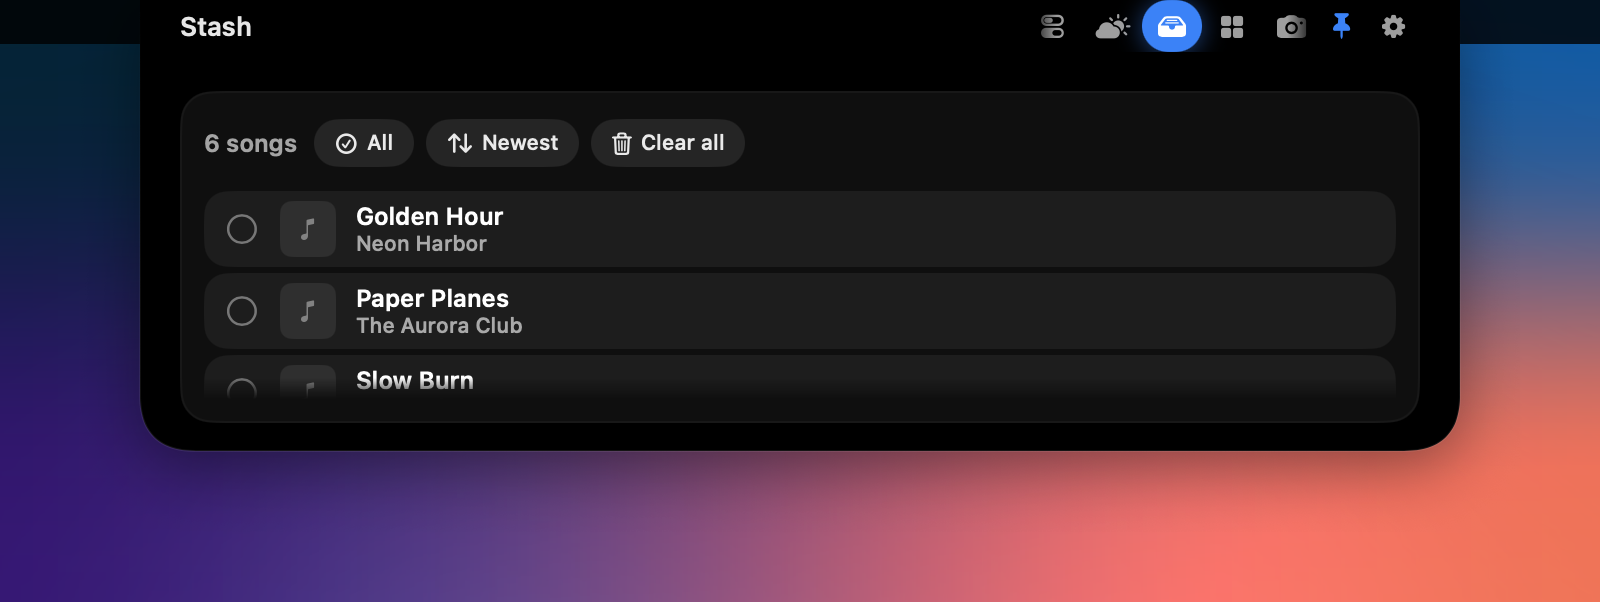 Stash
6 songs
All
Newest
Clear all
Golden Hour
Neon Harbor
Paper Planes
The Aurora Club
Slow Burn